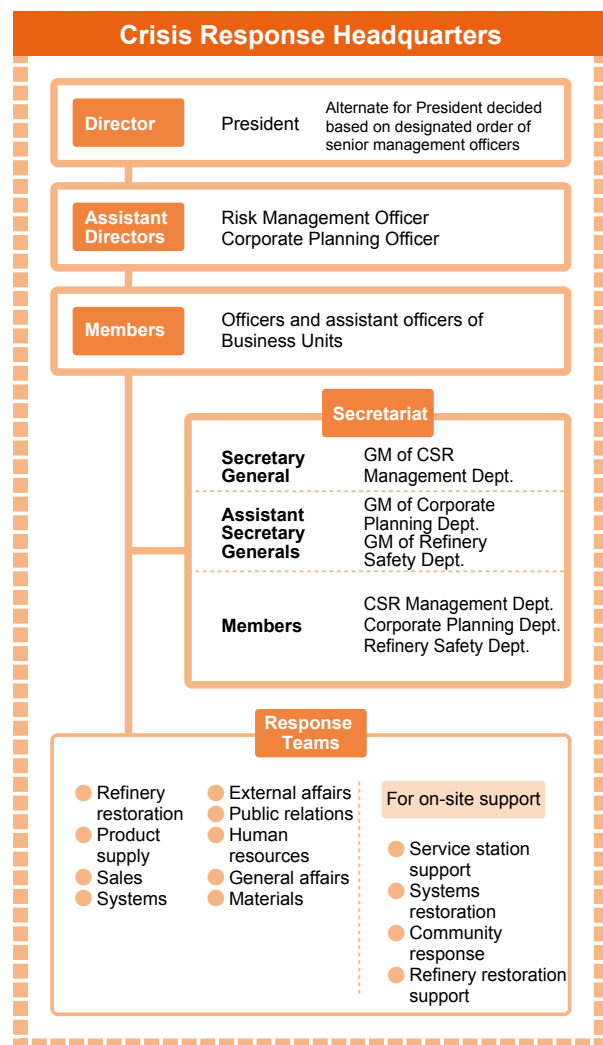 Crisis Response Headquarters
Director
President
Alternate for President decided
based on designated order of
senior management officers
Assistant
Directors
Risk Management Officer
Corporate Planning Officer
Members
Officers and assistant officers of
Business Units
Secretariat
Secretary
General
GM of CSR
Management Dept.
Assistant
Secretary
Generals
GM of Corporate
Planning Dept.
GM of Refinery
Safety Dept.
Members
CSR Management Dept.
Corporate Planning Dept.
Refinery Safety Dept.
Response
Teams
Refinery
restoration
Product
supply
Sales
Systems
External affairs
Public relations
Human
resources
General affairs
Materials
For on-site support
Service station
support
Systems
restoration
Community
response
Refinery restoration
support